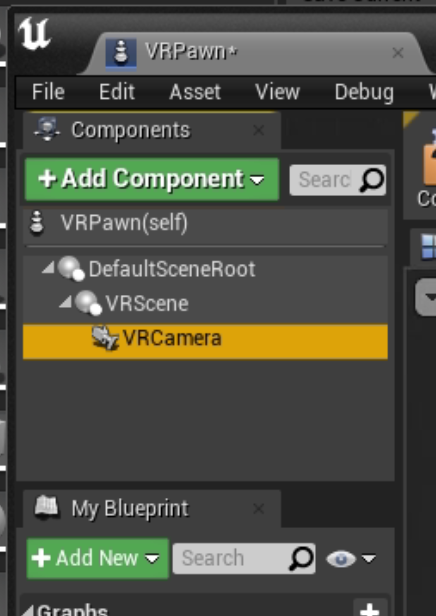 VRPawn*
File Edit Asset View Debug
Components
+Add Component
Searc
VRPawn(self)
DefaultSceneRoot
VRScene
VRCamera
My Blueprint
+Add New
Search
Graphs